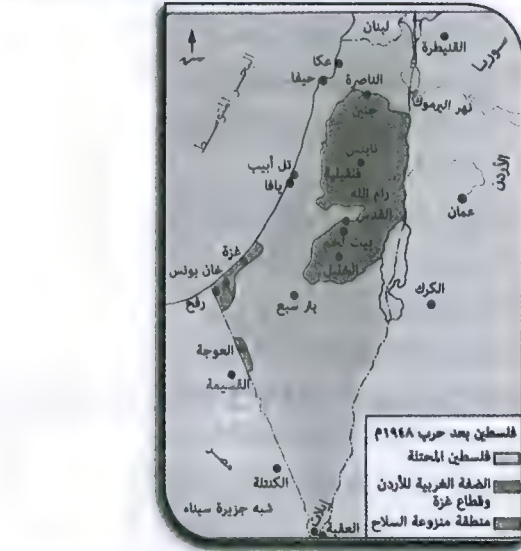 لبنان
سوريا
القنيطرة
عكا
حيفا
الناصرة
نهر اليرموك
جنين
البحر المتوسط
نابلس
قلقيلية
تل أبيب
يافا
رام الله
الأردن
عمان
القدس
بيت لحم
الخليل
غزة
خان يونس
رفح
بئر سبع
الكرك
العوجة
القسيمة
مصر
الكنتلة
شبه جزيرة سيناء
إيلات
العقبة
فلسطين بعد حرب ١٩٤٨م
فلسطين المحتلة
الضفة الغربية للأردن
وقطاع غزة
منطقة منزوعة السلاح